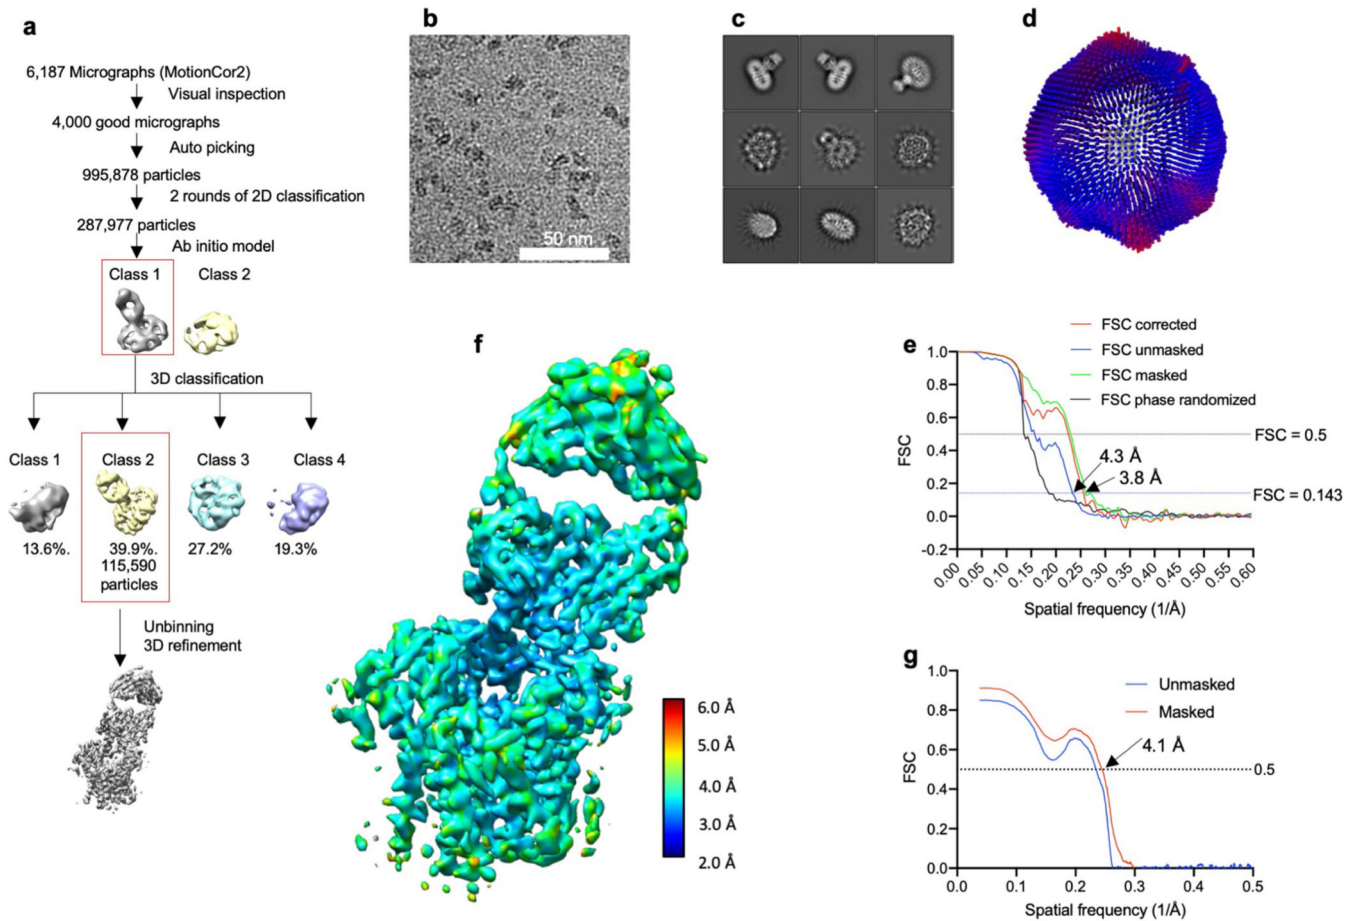 a
6,187 Micrographs (MotionCor2)
Visual inspection
4,000 good micrographs
Auto picking
995,878 particles
2 rounds of 2D classification
287,977 particles
Ab initio model
Class 1
Class 2
3D classification
Class 1
Class 2
Class 3
Class 4
13.6%.
39.9%.
27.2%
19.3%
115,590
particles
Unbinning
3D refinement
b
50 nm
c
d
f
6.0 Å
5.0 Å
4.0 Å
3.0 Å
2.0 Å
e
FSC corrected
FSC unmasked
FSC masked
FSC phase randomized
1.0
0.8
0.6
0.4
0.2
0.0
-0.2
FSC
FSC = 0.5
4.3 Å
3.8 Å
FSC = 0.143
0.00
0.05
0.10
0.15
0.20
0.25
0.30
0.35
0.40
0.45
0.50
0.55
0.60
Spatial frequency (1/Å)
g
Unmasked
Masked
1.0
0.8
0.6
0.4
0.2
0.0
FSC
4.1 Å
0.5
0.0
0.1
0.2
0.3
0.4
0.5
Spatial frequency (1/Å)